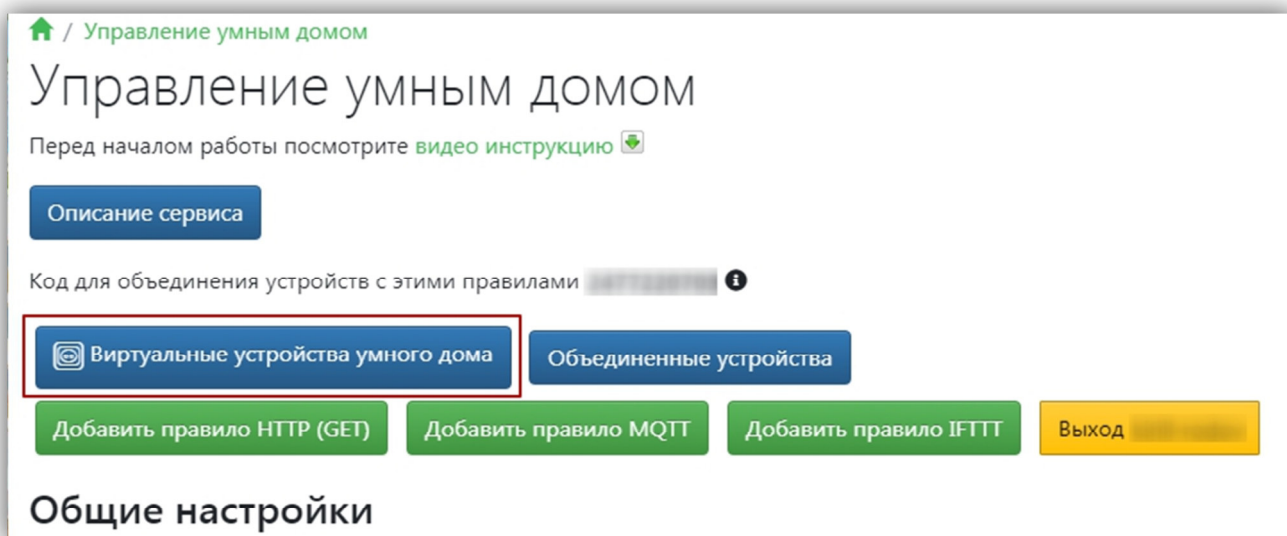 / Управление умным домом
Управление умным домом
Перед началом работы посмотрите видео инструкцию
Описание сервиса
Код для объединения устройств с этими правилами
Виртуальные устройства умного дома Объединенные устройства
Добавить правило HTTP (GET) Добавить правило MQTT Добавить правило IFTTT Выход
Общие настройки